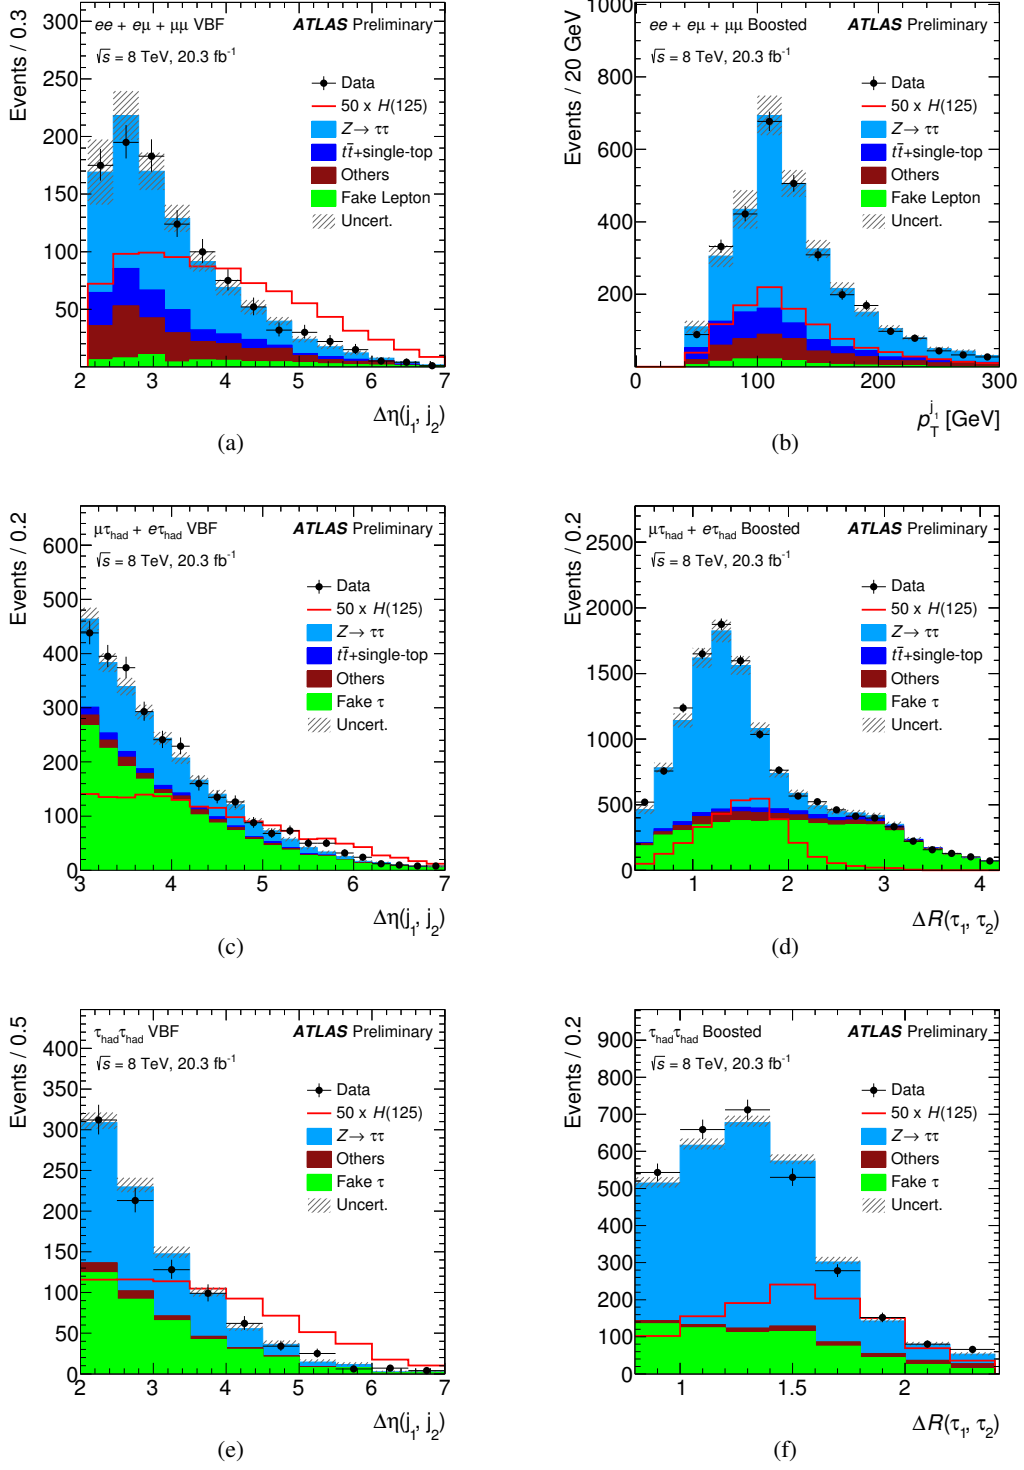 Events / 0.3
ee + eμ + μμ VBF
ATLAS Preliminary
√s = 8 TeV, 20.3 fb⁻¹
Data
50 x H(125)
Z→ ττ
tt̄+single-top
Others
Fake Lepton
Uncert.
300
250
200
150
100
50
2 3 4 5 6 7
Δη(j₁, j₂)
(a)
Events / 20 GeV
ee + eμ + μμ Boosted
ATLAS Preliminary
√s = 8 TeV, 20.3 fb⁻¹
Data
50 x H(125)
Z→ ττ
tt̄+single-top
Others
Fake Lepton
Uncert.
1000
800
600
400
200
0 100 200 300
p_T^{j₁} [GeV]
(b)
Events / 0.2
μτ_had + eτ_had VBF
ATLAS Preliminary
√s = 8 TeV, 20.3 fb⁻¹
Data
50 x H(125)
Z→ ττ
tt̄+single-top
Others
Fake τ
Uncert.
600
500
400
300
200
100
0
3 4 5 6 7
Δη(j₁, j₂)
(c)
Events / 0.2
μτ_had + eτ_had Boosted
ATLAS Preliminary
√s = 8 TeV, 20.3 fb⁻¹
Data
50 x H(125)
Z→ ττ
tt̄+single-top
Others
Fake τ
Uncert.
2500
2000
1500
1000
500
0
1 2 3 4
ΔR(τ₁, τ₂)
(d)
Events / 0.5
τ_hadτ_had VBF
ATLAS Preliminary
√s = 8 TeV, 20.3 fb⁻¹
Data
50 x H(125)
Z→ ττ
Others
Fake τ
Uncert.
400
350
300
250
200
150
100
50
0
2 3 4 5 6 7
Δη(j₁, j₂)
(e)
Events / 0.2
τ_hadτ_had Boosted
ATLAS Preliminary
√s = 8 TeV, 20.3 fb⁻¹
Data
50 x H(125)
Z→ ττ
Others
Fake τ
Uncert.
900
800
700
600
500
400
300
200
100
0
1 1.5 2
ΔR(τ₁, τ₂)
(f)